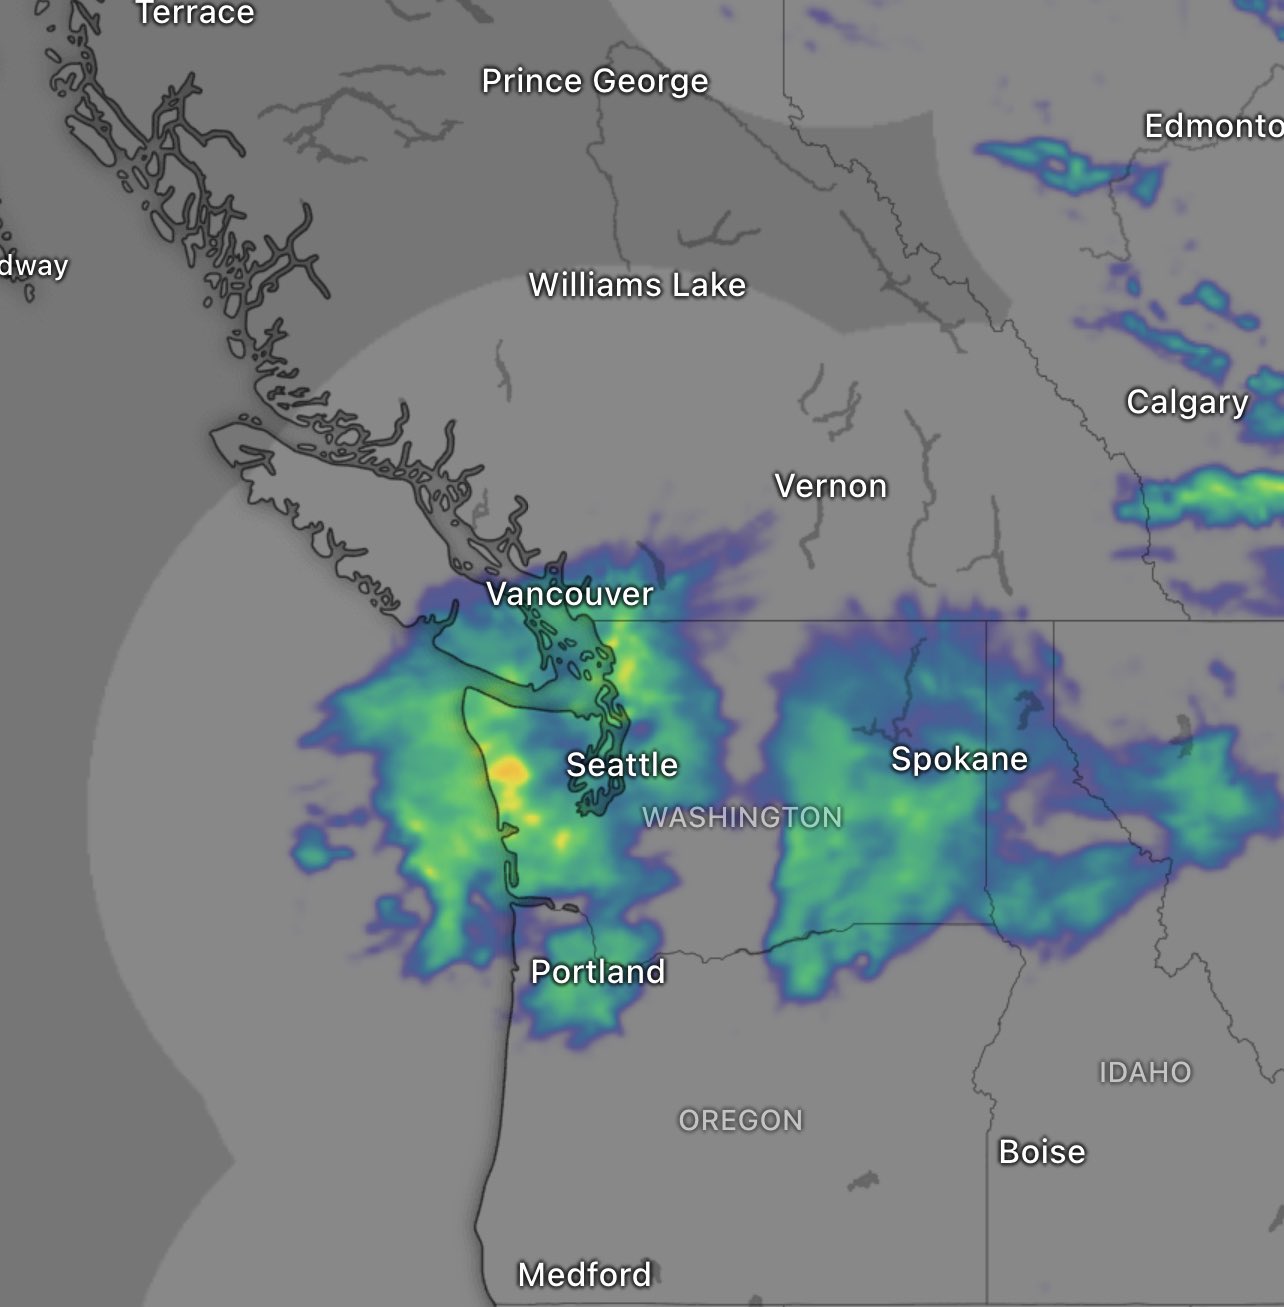 Terrace
Prince George
Edmonto
dway
Williams Lake
Calgary
Vernon
Vancouver
Spokane
Seattle
WASHINGTON
Portland
IDAHO
OREGON
Boise
Medford